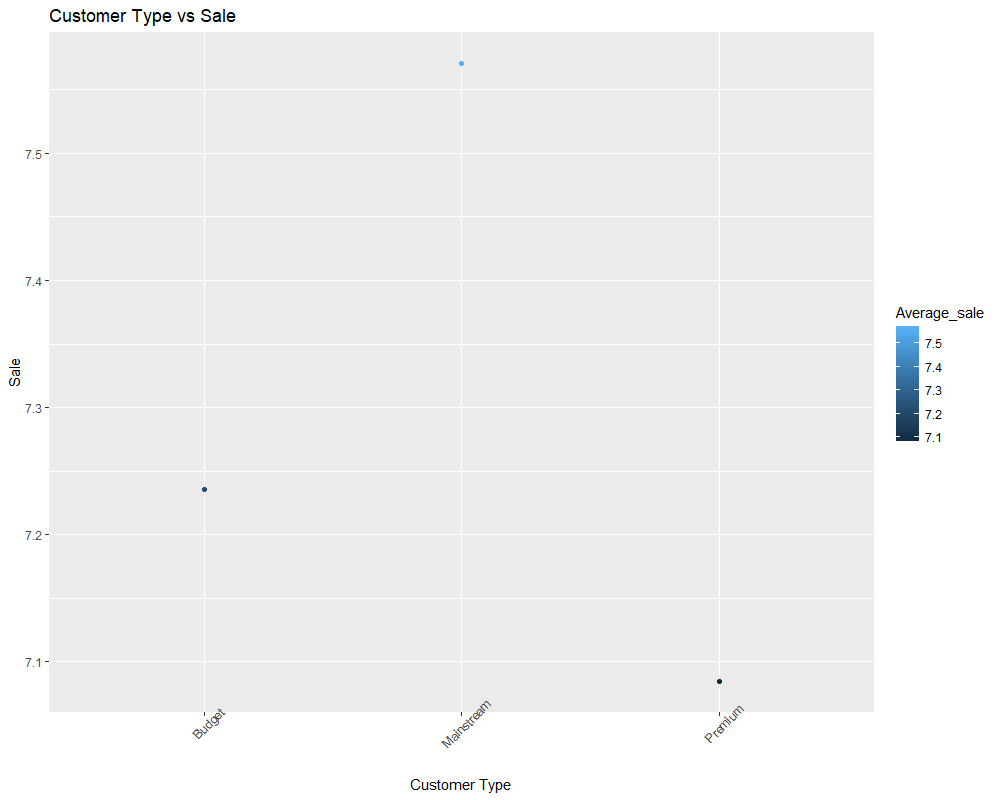 Customer Type vs Sale
Sale
7.5
7.4
7.3
7.2
7.1
Budget
Mainstream
Premium
Customer Type
Average_sale
7.5
7.4
7.3
7.2
7.1